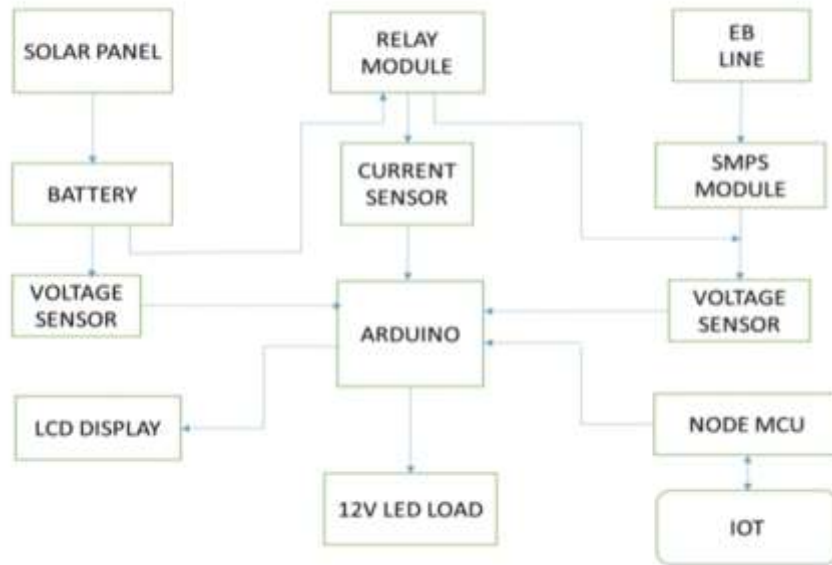 SOLAR PANEL
RELAY
MODULE
EB
LINE
BATTERY
CURRENT
SENSOR
SMPS
MODULE
VOLTAGE
SENSOR
ARDUINO
VOLTAGE
SENSOR
LCD DISPLAY
NODE MCU
12V LED LOAD
IOT